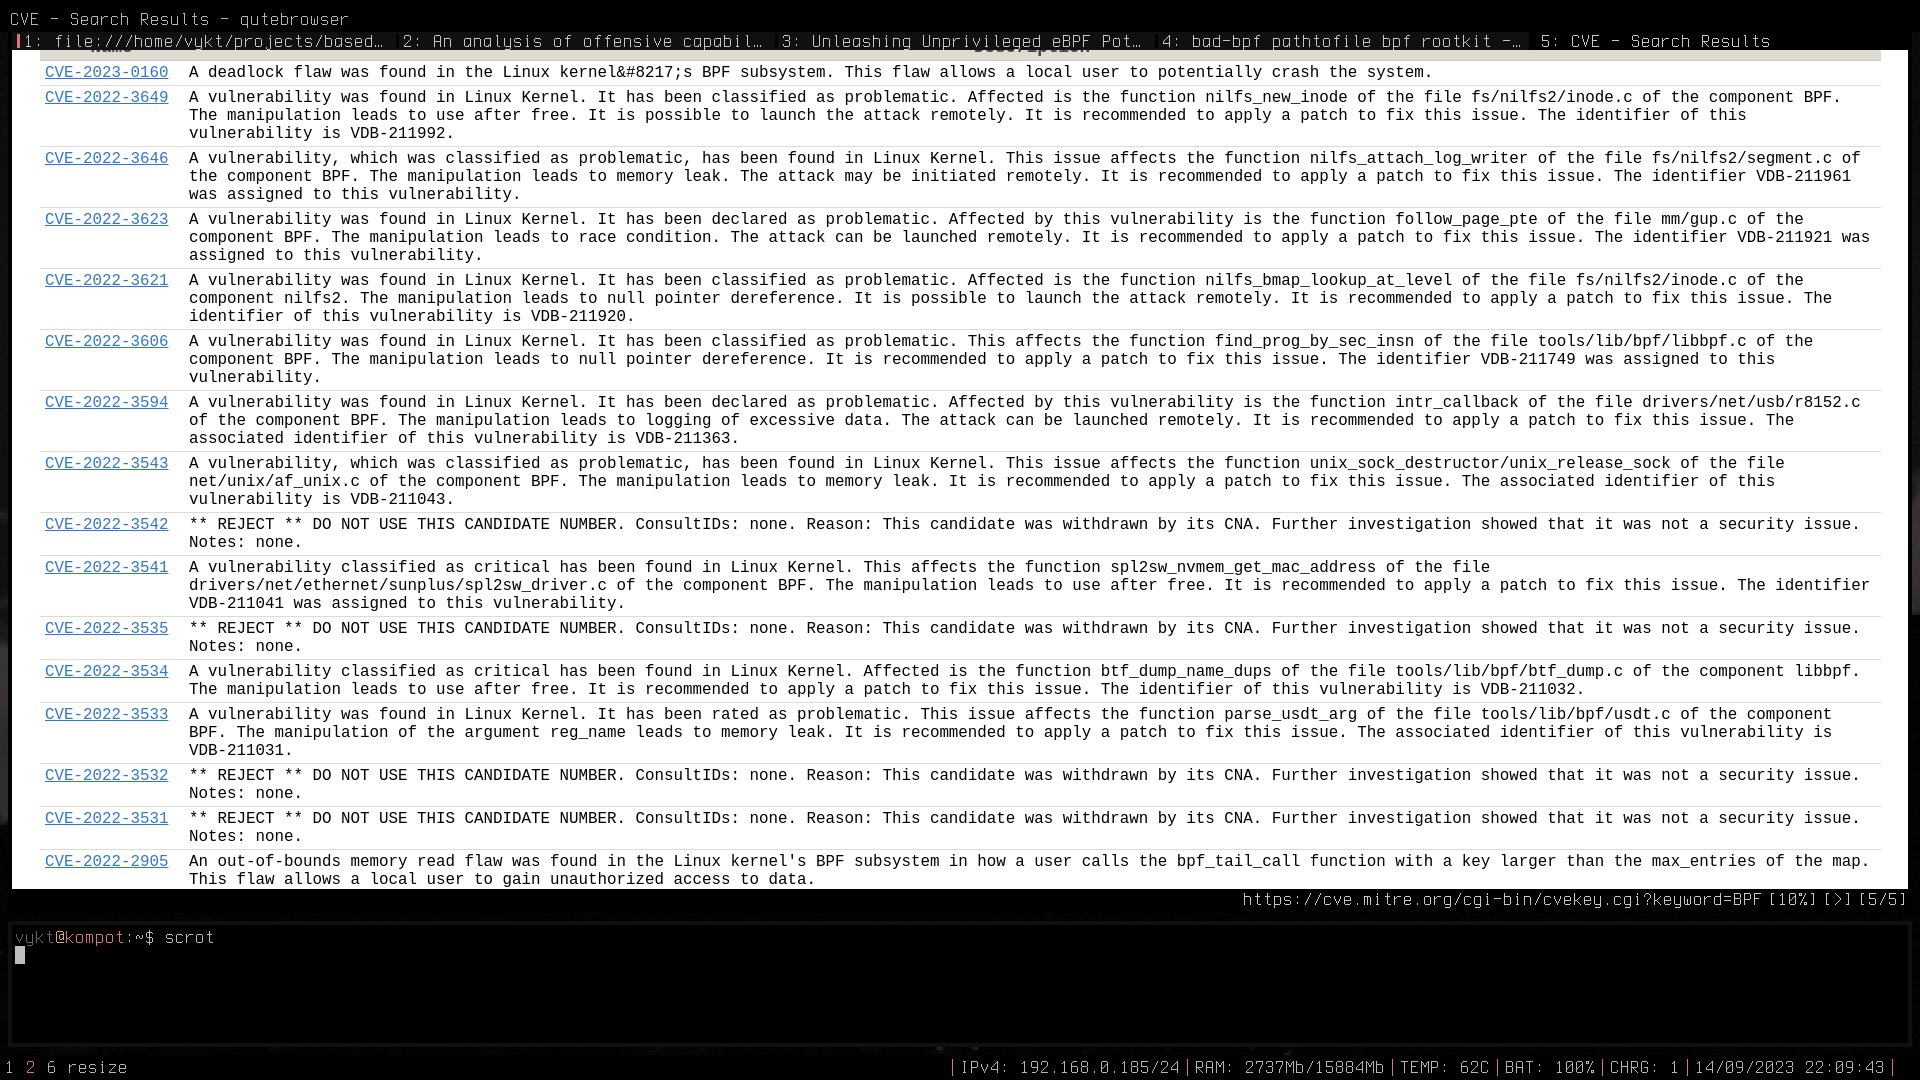 CVE - Search Results - qutebrowser
1: file:///home/vykt/projects/based… 2: An analysis of offensive capabil… 3: Unleashing Unprivileged eBPF Pot… 4: bad-bpf pathtofile bpf rootkit -… 5: CVE - Search Results
CVE-2023-0160 A deadlock flaw was found in the Linux kernel&#8217;s BPF subsystem. This flaw allows a local user to potentially crash the system.
CVE-2022-3649 A vulnerability was found in Linux Kernel. It has been classified as problematic. Affected is the function nilfs_new_inode of the file fs/nilfs2/inode.c of the component BPF.
The manipulation leads to use after free. It is possible to launch the attack remotely. It is recommended to apply a patch to fix this issue. The identifier of this
vulnerability is VDB-211992.
CVE-2022-3646 A vulnerability, which was classified as problematic, has been found in Linux Kernel. This issue affects the function nilfs_attach_log_writer of the file fs/nilfs2/segment.c of
the component BPF. The manipulation leads to memory leak. The attack may be initiated remotely. It is recommended to apply a patch to fix this issue. The identifier VDB-211961
was assigned to this vulnerability.
CVE-2022-3623 A vulnerability was found in Linux Kernel. It has been declared as problematic. Affected by this vulnerability is the function follow_page_pte of the file mm/gup.c of the
component BPF. The manipulation leads to race condition. The attack can be launched remotely. It is recommended to apply a patch to fix this issue. The identifier VDB-211921 was
assigned to this vulnerability.
CVE-2022-3621 A vulnerability was found in Linux Kernel. It has been classified as problematic. Affected is the function nilfs_bmap_lookup_at_level of the file fs/nilfs2/inode.c of the
component nilfs2. The manipulation leads to null pointer dereference. It is possible to launch the attack remotely. It is recommended to apply a patch to fix this issue. The
identifier of this vulnerability is VDB-211920.
CVE-2022-3606 A vulnerability was found in Linux Kernel. It has been classified as problematic. This affects the function find_prog_by_sec_insn of the file tools/lib/bpf/libbpf.c of the
component BPF. The manipulation leads to null pointer dereference. It is recommended to apply a patch to fix this issue. The identifier VDB-211749 was assigned to this
vulnerability.
CVE-2022-3594 A vulnerability was found in Linux Kernel. It has been declared as problematic. Affected by this vulnerability is the function intr_callback of the file drivers/net/usb/r8152.c
of the component BPF. The manipulation leads to logging of excessive data. The attack can be launched remotely. It is recommended to apply a patch to fix this issue. The
associated identifier of this vulnerability is VDB-211363.
CVE-2022-3543 A vulnerability, which was classified as problematic, has been found in Linux Kernel. This issue affects the function unix_sock_destructor/unix_release_sock of the file
net/unix/af_unix.c of the component BPF. The manipulation leads to memory leak. It is recommended to apply a patch to fix this issue. The associated identifier of this
vulnerability is VDB-211043.
CVE-2022-3542 ** REJECT ** DO NOT USE THIS CANDIDATE NUMBER. ConsultIDs: none. Reason: This candidate was withdrawn by its CNA. Further investigation showed that it was not a security issue.
Notes: none.
CVE-2022-3541 A vulnerability classified as critical has been found in Linux Kernel. This affects the function spl2sw_nvmem_get_mac_address of the file
drivers/net/ethernet/sunplus/spl2sw_driver.c of the component BPF. The manipulation leads to use after free. It is recommended to apply a patch to fix this issue. The identifier
VDB-211041 was assigned to this vulnerability.
CVE-2022-3535 ** REJECT ** DO NOT USE THIS CANDIDATE NUMBER. ConsultIDs: none. Reason: This candidate was withdrawn by its CNA. Further investigation showed that it was not a security issue.
Notes: none.
CVE-2022-3534 A vulnerability classified as critical has been found in Linux Kernel. Affected is the function btf_dump_name_dups of the file tools/lib/bpf/btf_dump.c of the component libbpf.
The manipulation leads to use after free. It is recommended to apply a patch to fix this issue. The identifier of this vulnerability is VDB-211032.
CVE-2022-3533 A vulnerability was found in Linux Kernel. It has been rated as problematic. This issue affects the function parse_usdt_arg of the file tools/lib/bpf/usdt.c of the component
BPF. The manipulation of the argument reg_name leads to memory leak. It is recommended to apply a patch to fix this issue. The associated identifier of this vulnerability is
VDB-211031.
CVE-2022-3532 ** REJECT ** DO NOT USE THIS CANDIDATE NUMBER. ConsultIDs: none. Reason: This candidate was withdrawn by its CNA. Further investigation showed that it was not a security issue.
Notes: none.
CVE-2022-3531 ** REJECT ** DO NOT USE THIS CANDIDATE NUMBER. ConsultIDs: none. Reason: This candidate was withdrawn by its CNA. Further investigation showed that it was not a security issue.
Notes: none.
CVE-2022-2905 An out-of-bounds memory read flaw was found in the Linux kernel's BPF subsystem in how a user calls the bpf_tail_call function with a key larger than the max_entries of the map.
This flaw allows a local user to gain unauthorized access to data.
https://cve.mitre.org/cgi-bin/cvekey.cgi?keyword=BPF [10%] [>] [5/5]
vykt@kompot:~$ scrot
1 2 6 resize |IPv4: 192.168.0.185/24|RAM: 2737Mb/15884Mb|TEMP: 62C|BAT: 100%|CHRG: 1|14/09/2023 22:09:43|